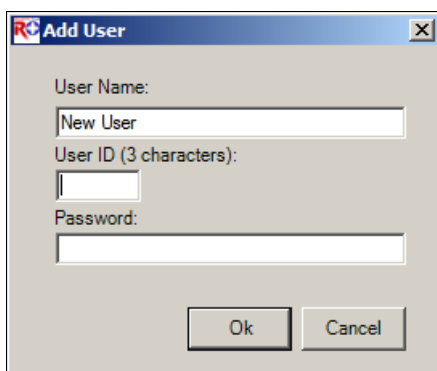 RC Add User
User Name:
New User
User ID (3 characters):
Password:
Ok Cancel